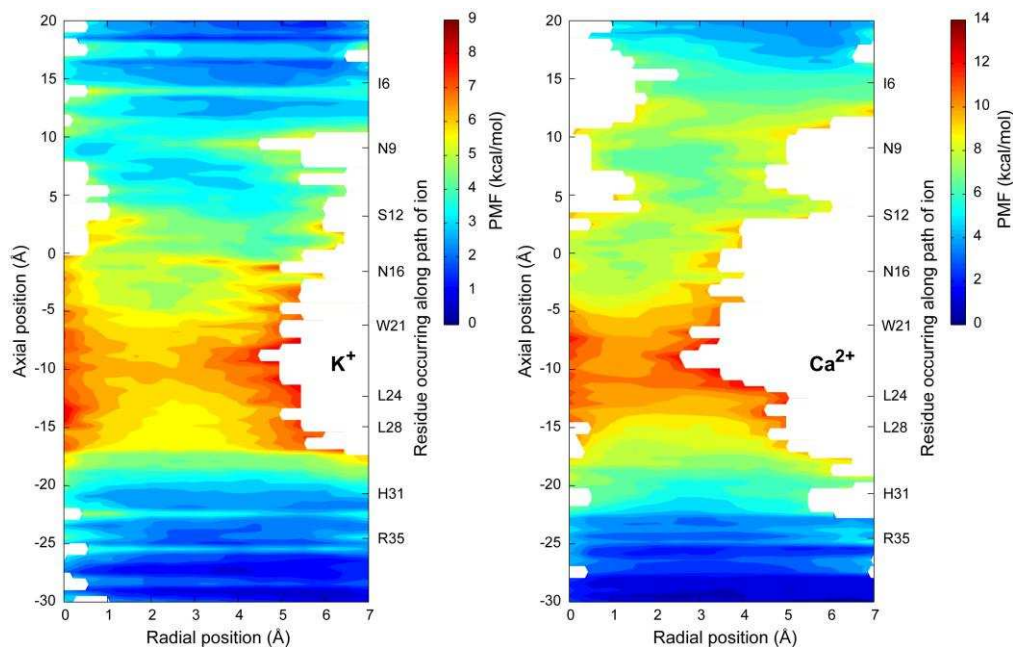 20
15
10
5
0
-5
-10
-15
-20
-25
-30
Axial position (Å)
0 1 2 3 4 5 6 7
Radial position (Å)
K+
I6
N9
S12
N16
W21
L24
L28
H31
R35
Residue occurring along path of ion
9
8
7
6
5
4
3
2
1
0
PMF (kcal/mol)
20
15
10
5
0
-5
-10
-15
-20
-25
-30
Axial position (Å)
0 1 2 3 4 5 6 7
Radial position (Å)
Ca2+
I6
N9
S12
N16
W21
L24
L28
H31
R35
Residue occurring along path of ion
14
12
10
8
6
4
2
0
PMF (kcal/mol)